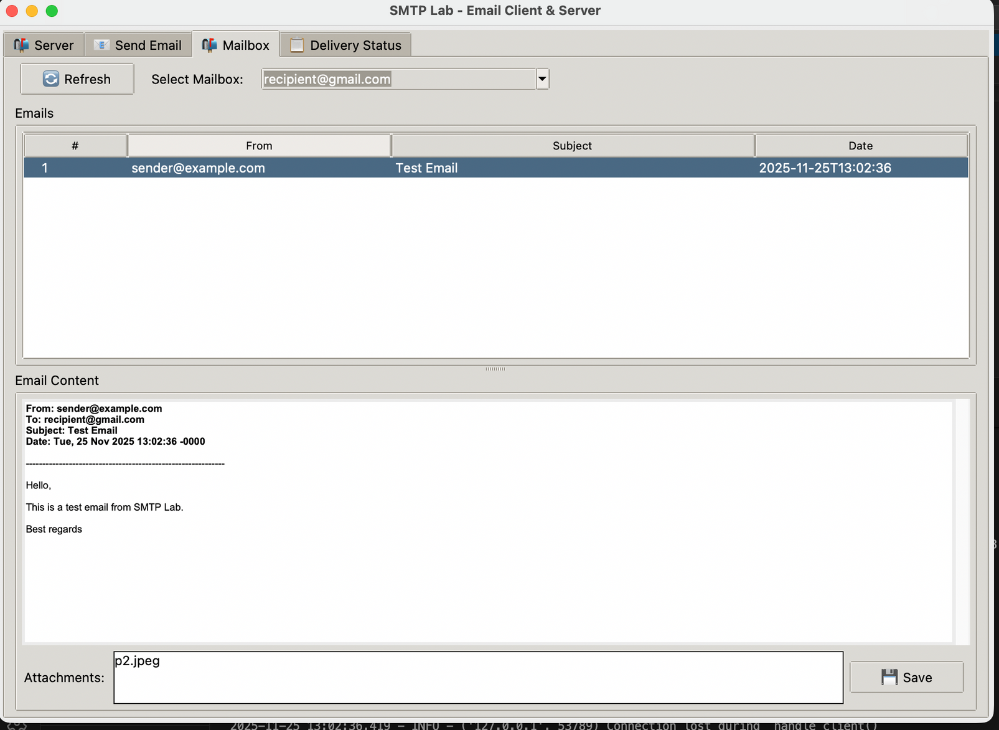 SMTP Lab - Email Client & Server
Server Send Email Mailbox Delivery Status
Refresh Select Mailbox: recipient@gmail.com
Emails
# From Subject Date
1 sender@example.com Test Email 2025-11-25T13:02:36
Email Content
From: sender@example.com
To: recipient@gmail.com
Subject: Test Email
Date: Tue, 25 Nov 2025 13:02:36 -0000
------------------------------------------------------------
Hello,
This is a test email from SMTP Lab.
Best regards
Attachments: p2.jpeg Save
2025-11-25 13:02:36,419 - INFO - ('127.0.0.1', 53789) Connection lost during _handle_client()